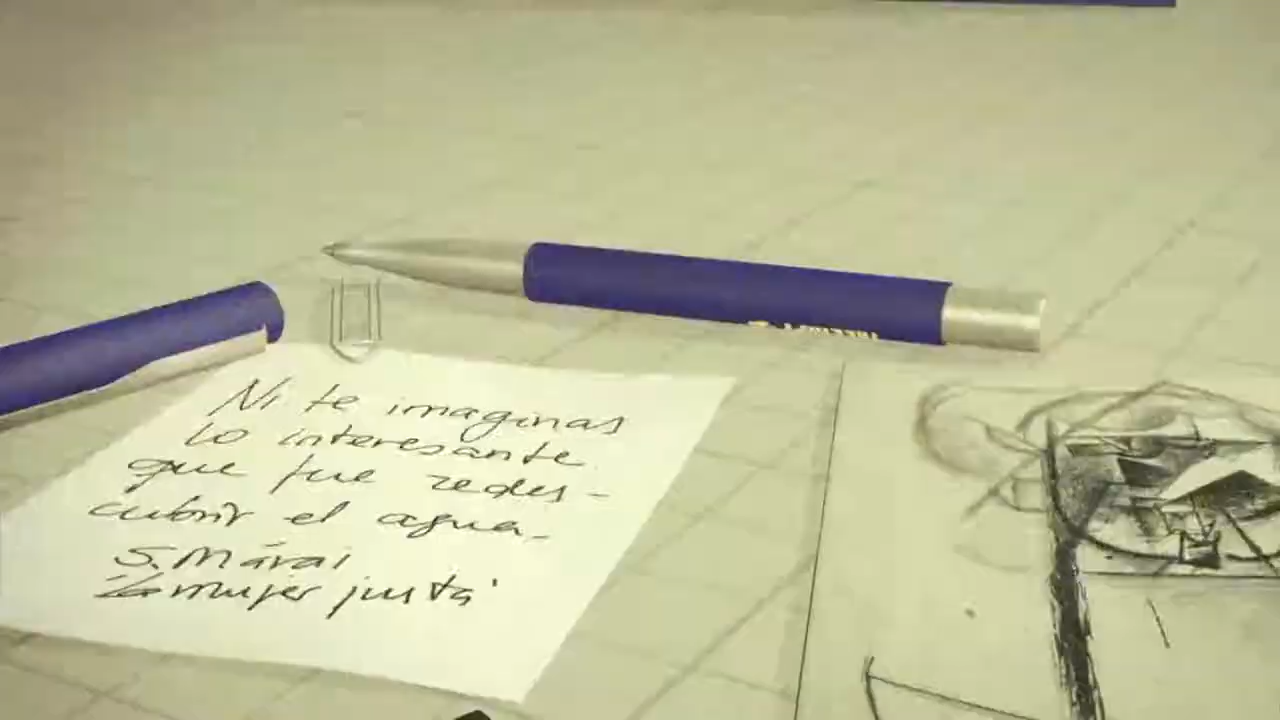 Ni te imaginas
lo interesante
que fue redes-
cubrir el agua.
S. Márai
"La mujer justa"